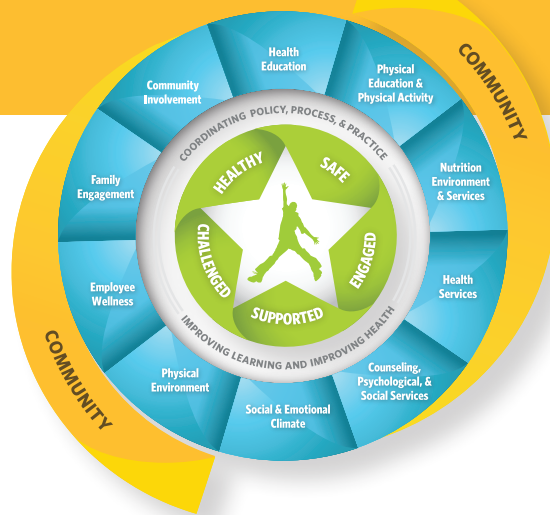 Health
Education
Physical
Education &
Physical Activity
Nutrition
Environment
& Services
Health
Services
Counseling,
Psychological, &
Social Services
Social & Emotional
Climate
Physical
Environment
Employee
Wellness
Family
Engagement
Community
Involvement
COMMUNITY
COMMUNITY
COORDINATING POLICY, PROCESS, & PRACTICE
IMPROVING LEARNING AND IMPROVING HEALTH
HEALTHY
SAFE
ENGAGED
SUPPORTED
CHALLENGED